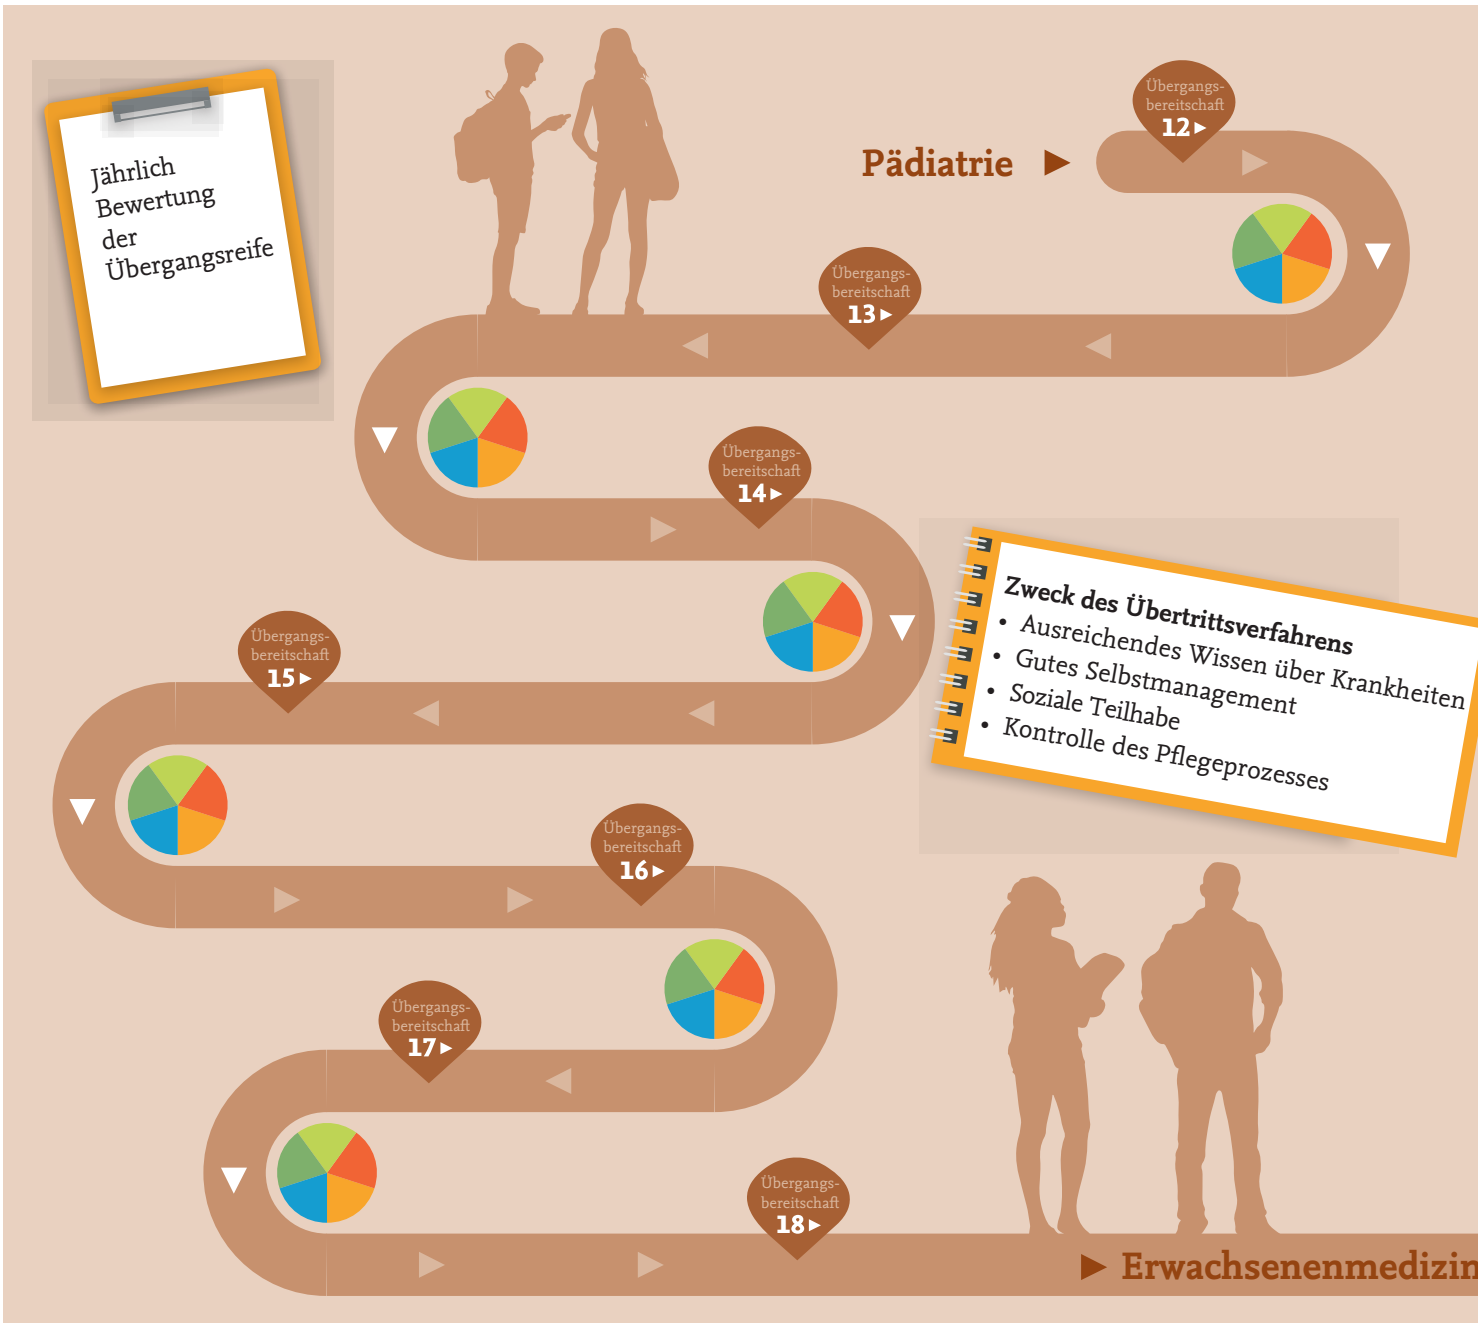 Jährlich
Bewertung
der
Übergangsreife
Pädiatrie
Übergangs-
bereitschaft
12
Übergangs-
bereitschaft
13
Übergangs-
bereitschaft
14
Zweck des Übertrittsverfahrens
• Ausreichendes Wissen über Krankheiten
• Gutes Selbstmanagement
• Soziale Teilhabe
• Kontrolle des Pflegeprozesses
Übergangs-
bereitschaft
15
Übergangs-
bereitschaft
16
Übergangs-
bereitschaft
17
Übergangs-
bereitschaft
18
Erwachsenenmedizin